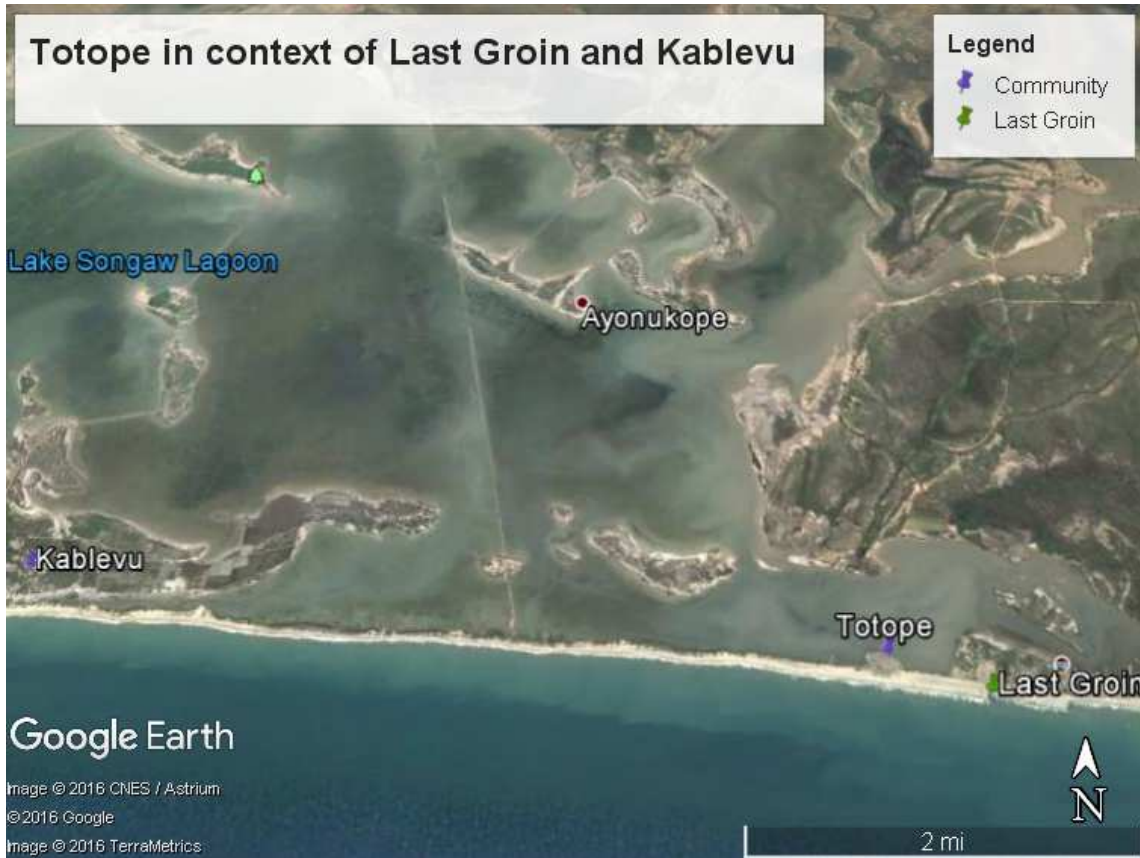 Totope in context of Last Groin and Kablevu
Legend
Community
Last Groin
Lake Songaw Lagoon
Ayonukope
Kablevu
Totope
Last Groin
Google Earth
Image © 2016 CNES / Astrium
©2016 Google
Image © 2016 TerraMetrics
N
2 mi